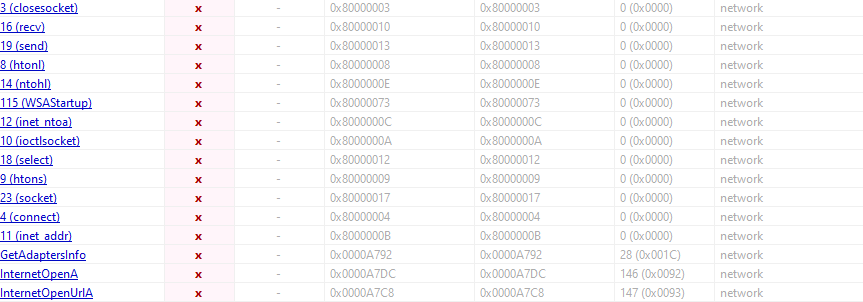 3 (closesocket) x - 0x80000003 0x80000003 0 (0x0000) network
16 (recv) x - 0x80000010 0x80000010 0 (0x0000) network
19 (send) x - 0x80000013 0x80000013 0 (0x0000) network
8 (htonl) x - 0x80000008 0x80000008 0 (0x0000) network
14 (ntohl) x - 0x8000000E 0x8000000E 0 (0x0000) network
115 (WSAStartup) x - 0x80000073 0x80000073 0 (0x0000) network
12 (inet_ntoa) x - 0x8000000C 0x8000000C 0 (0x0000) network
10 (ioctlsocket) x - 0x8000000A 0x8000000A 0 (0x0000) network
18 (select) x - 0x80000012 0x80000012 0 (0x0000) network
9 (htons) x - 0x80000009 0x80000009 0 (0x0000) network
23 (socket) x - 0x80000017 0x80000017 0 (0x0000) network
4 (connect) x - 0x80000004 0x80000004 0 (0x0000) network
11 (inet_addr) x - 0x8000000B 0x8000000B 0 (0x0000) network
GetAdaptersInfo x - 0x0000A792 0x0000A792 28 (0x001C) network
InternetOpenA x - 0x0000A7DC 0x0000A7DC 146 (0x0092) network
InternetOpenUrlA x - 0x0000A7C8 0x0000A7C8 147 (0x0093) network